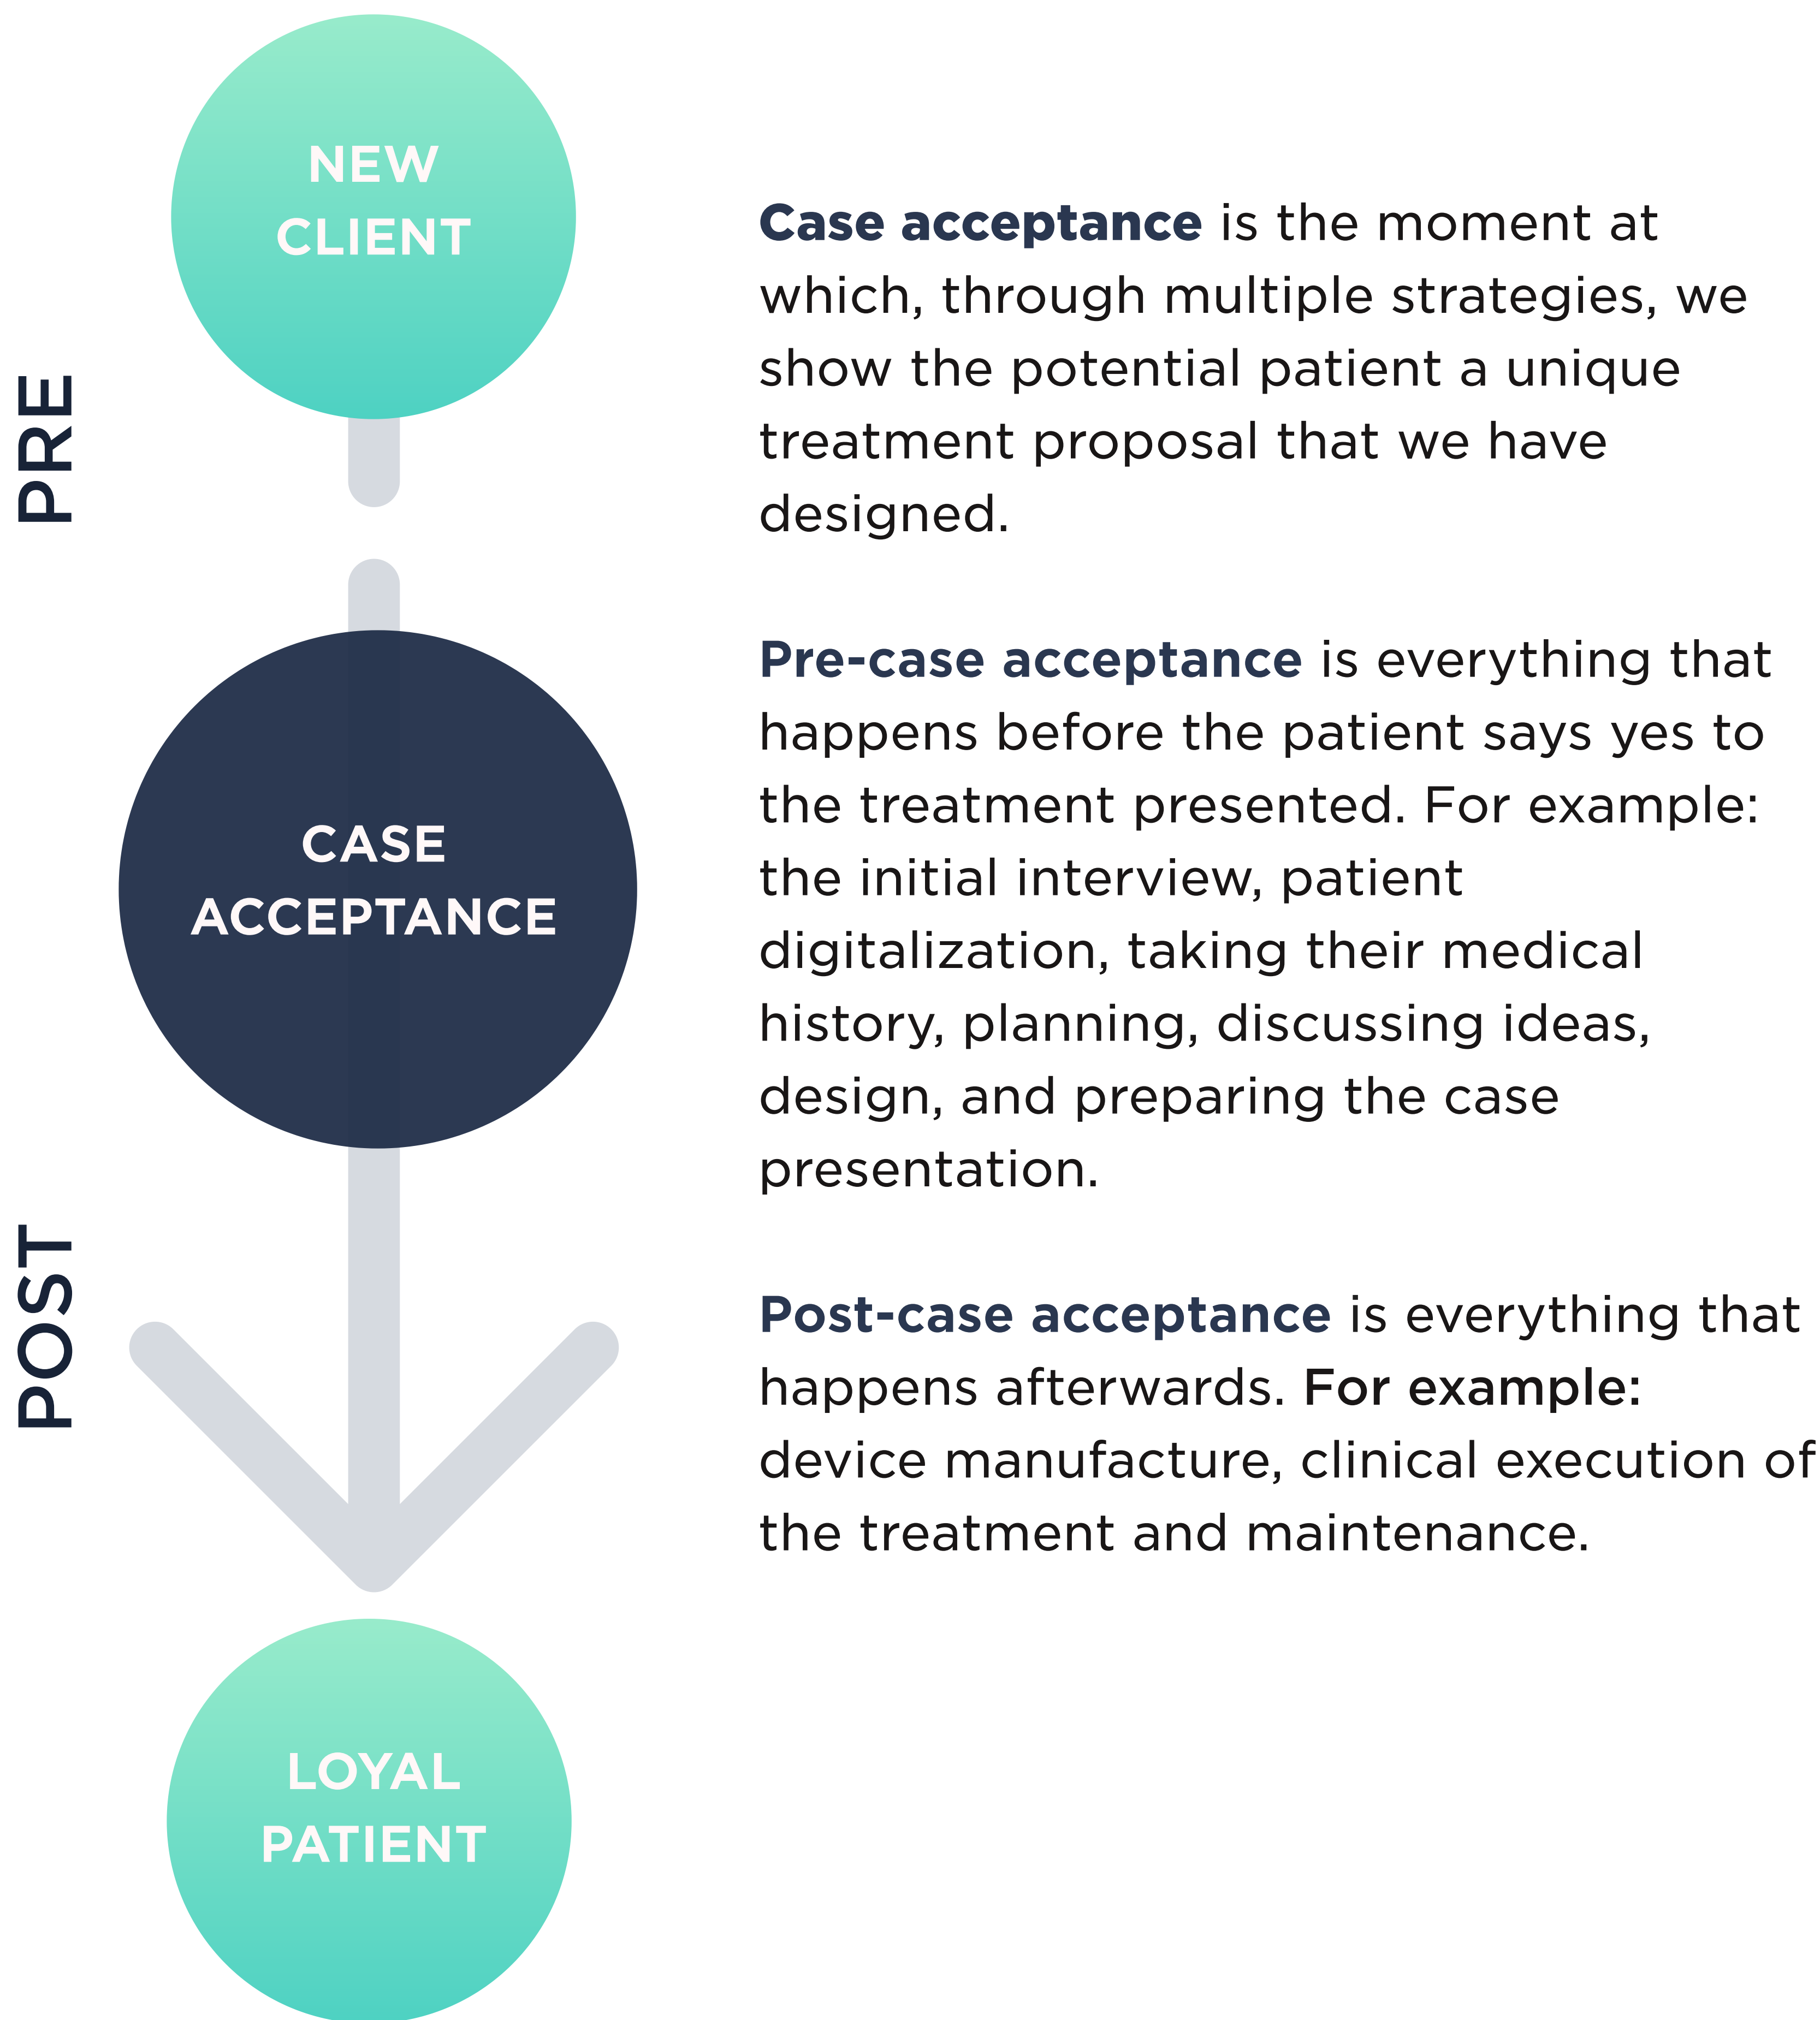 NEW
CLIENT
PRE
CASE
ACCEPTANCE
POST
LOYAL
PATIENT
Case acceptance is the moment at
which, through multiple strategies, we
show the potential patient a unique
treatment proposal that we have
designed.
Pre-case acceptance is everything that
happens before the patient says yes to
the treatment presented. For example:
the initial interview, patient
digitalization, taking their medical
history, planning, discussing ideas,
design, and preparing the case
presentation.
Post-case acceptance is everything that
happens afterwards. For example:
device manufacture, clinical execution of
the treatment and maintenance.